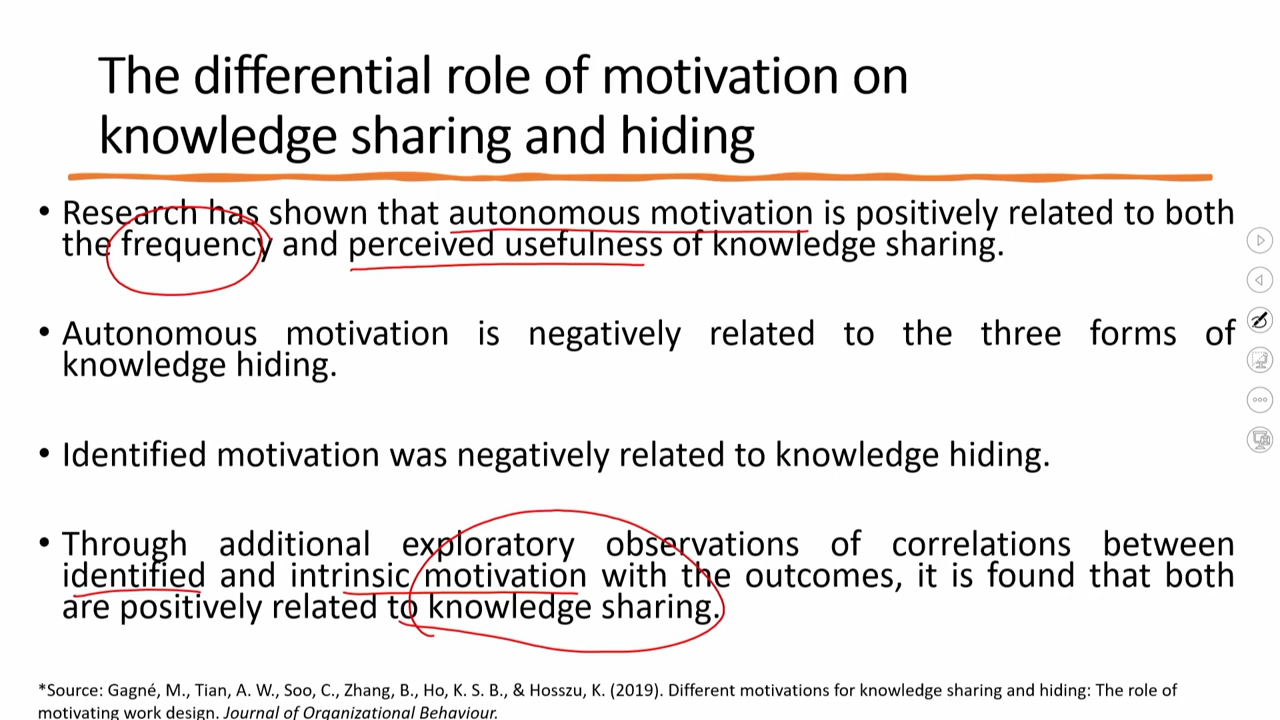 The differential role of motivation on
knowledge sharing and hiding
• Research has shown that autonomous motivation is positively related to both
the frequency and perceived usefulness of knowledge sharing.
• Autonomous motivation is negatively related to the three forms of
knowledge hiding.
• Identified motivation was negatively related to knowledge hiding.
• Through additional exploratory observations of correlations between
identified and intrinsic motivation with the outcomes, it is found that both
are positively related to knowledge sharing.
*Source: Gagné, M., Tian, A. W., Soo, C., Zhang, B., Ho, K. S. B., & Hosszu, K. (2019). Different motivations for knowledge sharing and hiding: The role of
motivating work design. Journal of Organizational Behaviour.